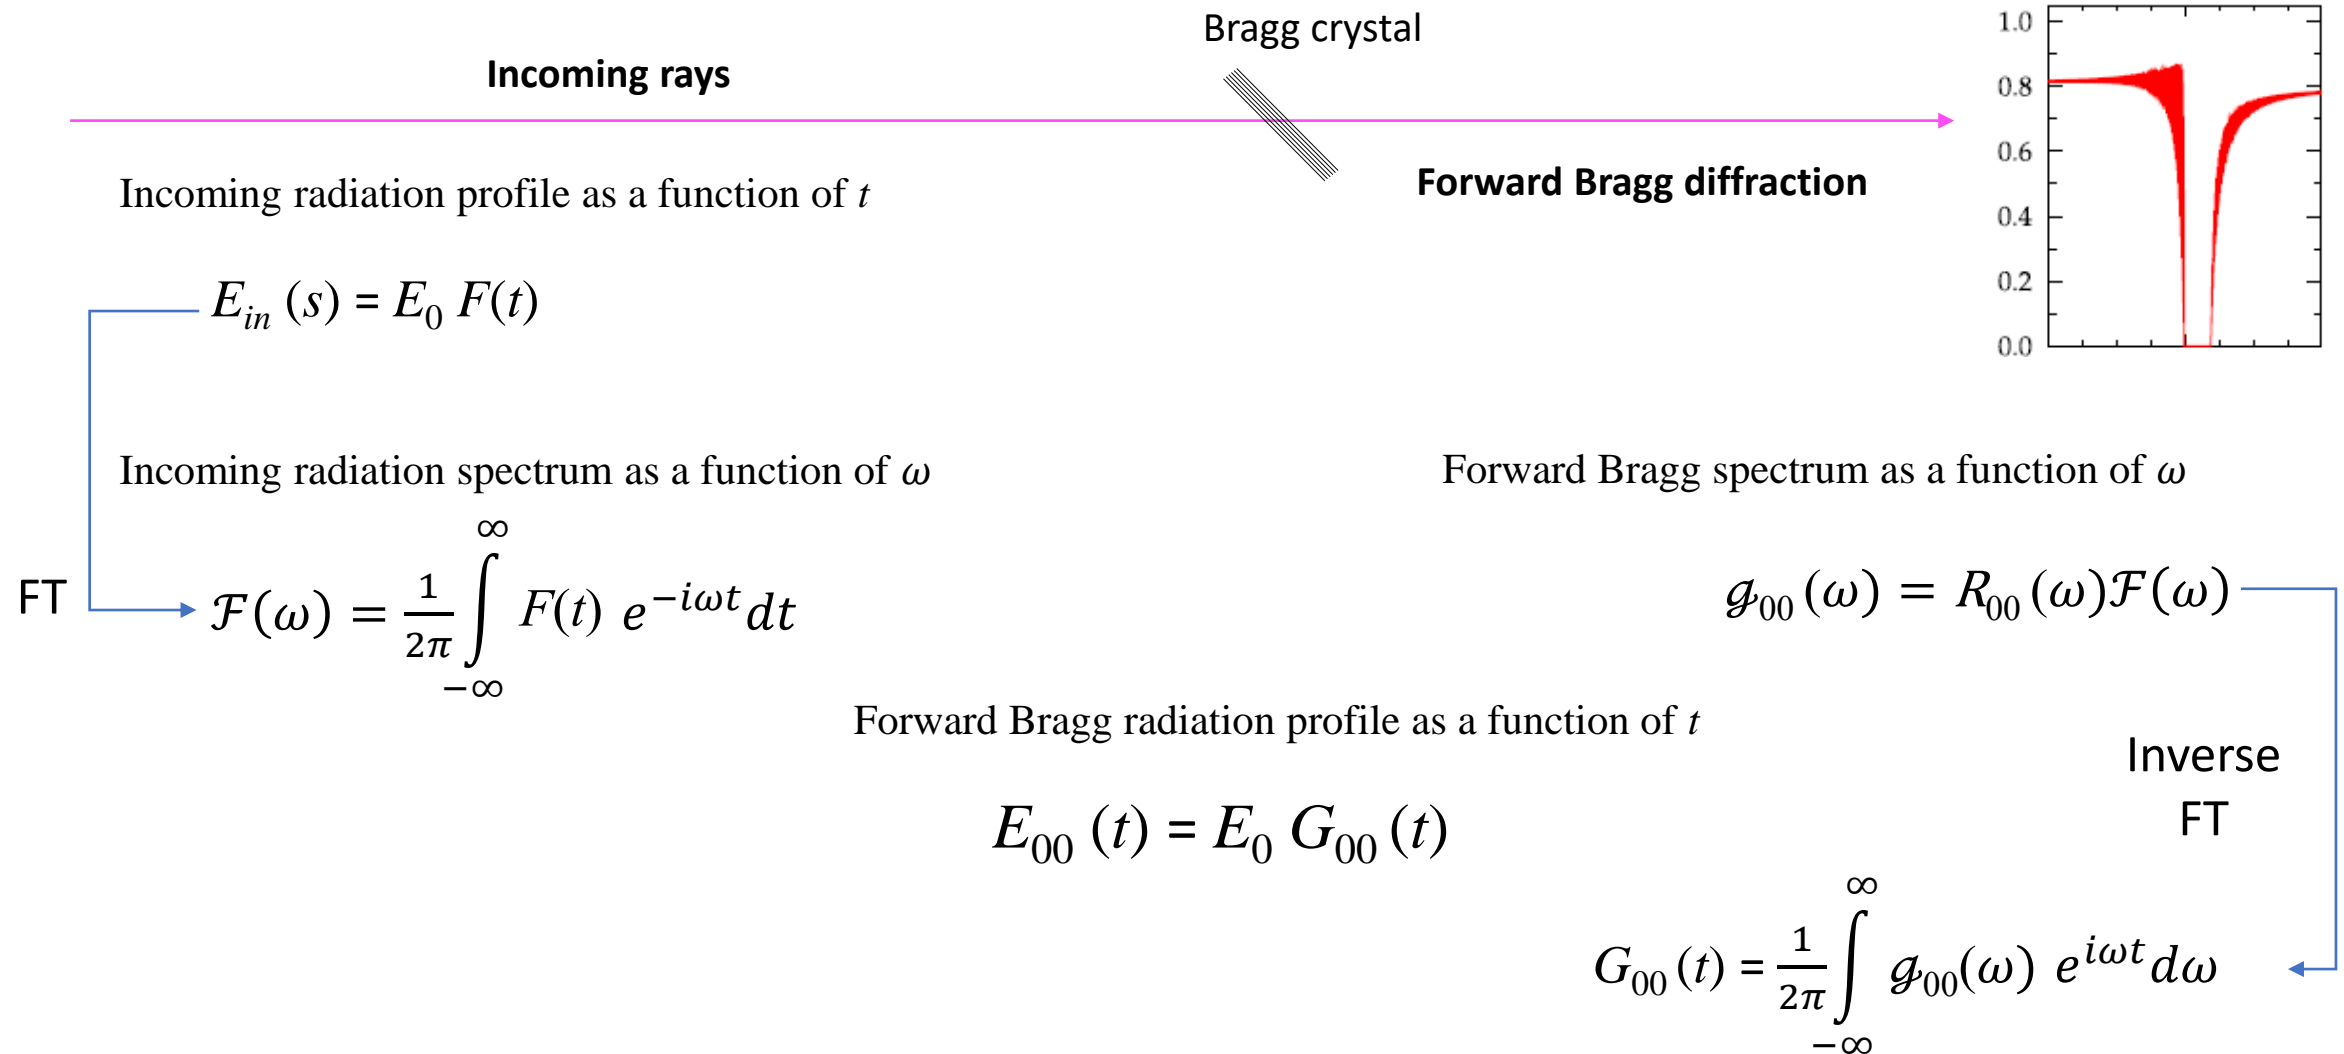 Bragg crystal
Incoming rays
Forward Bragg diffraction
1.0
0.8
0.6
0.4
0.2
0.0
Incoming radiation profile as a function of t
E_in (s) = E_0 F(t)
Incoming radiation spectrum as a function of ω
Forward Bragg spectrum as a function of ω
FT
ℱ(ω) = 1/2π ∫_{-∞}^{∞} F(t) e^{-iωt} dt
ℊ_00 (ω) = R_00 (ω)ℱ(ω)
Forward Bragg radiation profile as a function of t
Inverse
FT
E_00 (t) = E_0 G_00 (t)
G_00 (t) = 1/2π ∫_{-∞}^{∞} ℊ_00(ω) e^{iωt} dω